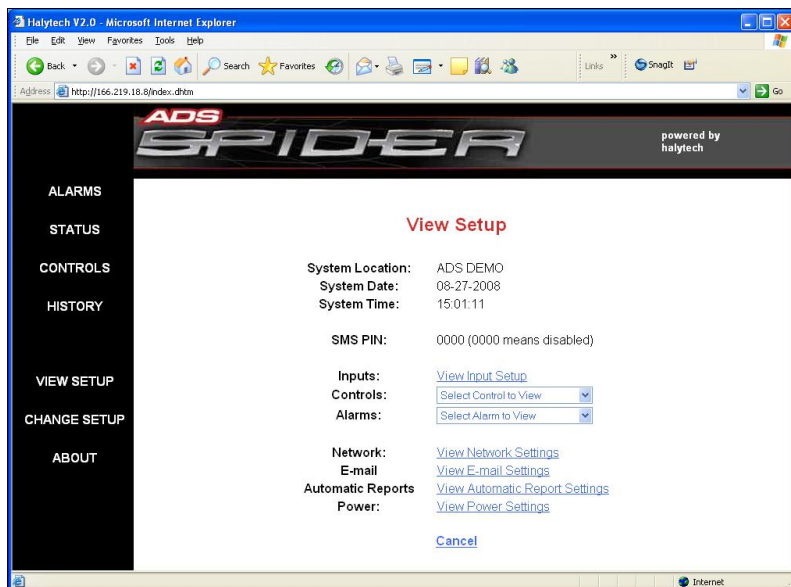 Halytech V2.0 - Microsoft Internet Explorer
File Edit View Favorites Tools Help
Back Search Favorites Links » SnagIt
Address http://166.219.18.8/index.dhtm Go
ADS
SPIDER
powered by
halytech
ALARMS
STATUS
CONTROLS
HISTORY
VIEW SETUP
CHANGE SETUP
ABOUT
View Setup
System Location: ADS DEMO
System Date: 08-27-2008
System Time: 15:01:11
SMS PIN: 0000 (0000 means disabled)
Inputs: View Input Setup
Controls: Select Control to View
Alarms: Select Alarm to View
Network: View Network Settings
E-mail View E-mail Settings
Automatic Reports View Automatic Report Settings
Power: View Power Settings
Cancel
Internet